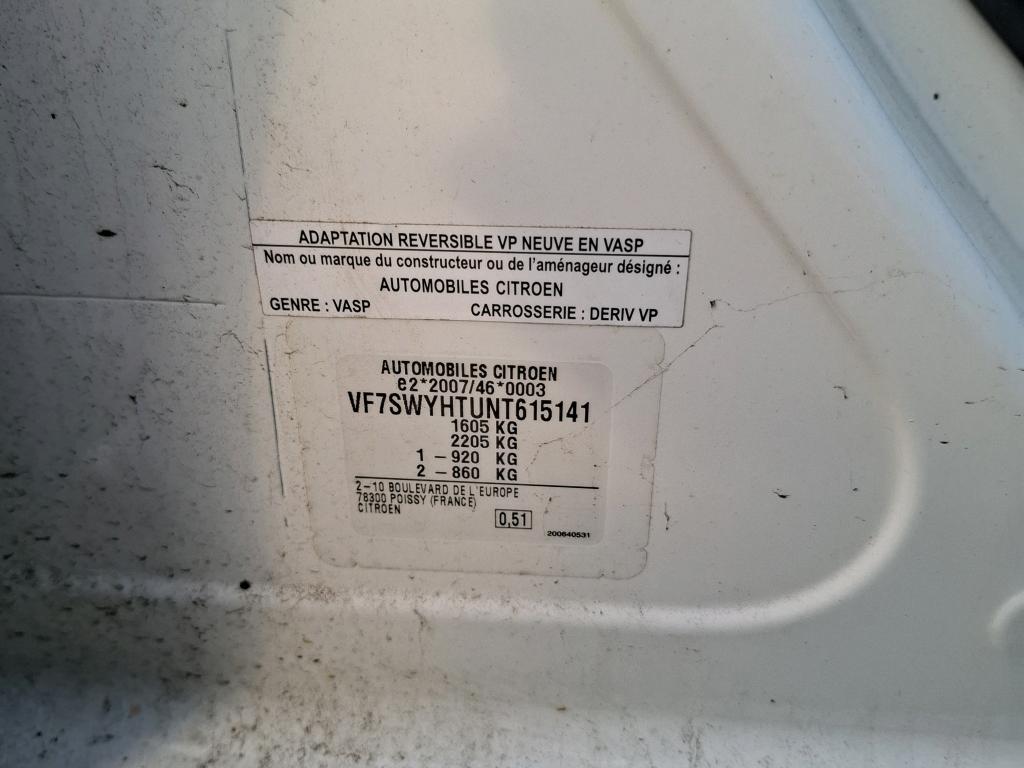 ADAPTATION REVERSIBLE VP NEUVE EN VASP
Nom ou marque du constructeur ou de l'aménageur désigné :
AUTOMOBILES CITROEN
GENRE : VASP CARROSSERIE : DERIV VP
AUTOMOBILES CITROEN
e2*2007/46*0003
VF7SWYHTUNT615141
1605 KG
2205 KG
1 - 920 KG
2 - 860 KG
2-10 BOULEVARD DE L'EUROPE
78300 POISSY (FRANCE)
CITROEN
0,51
200640531